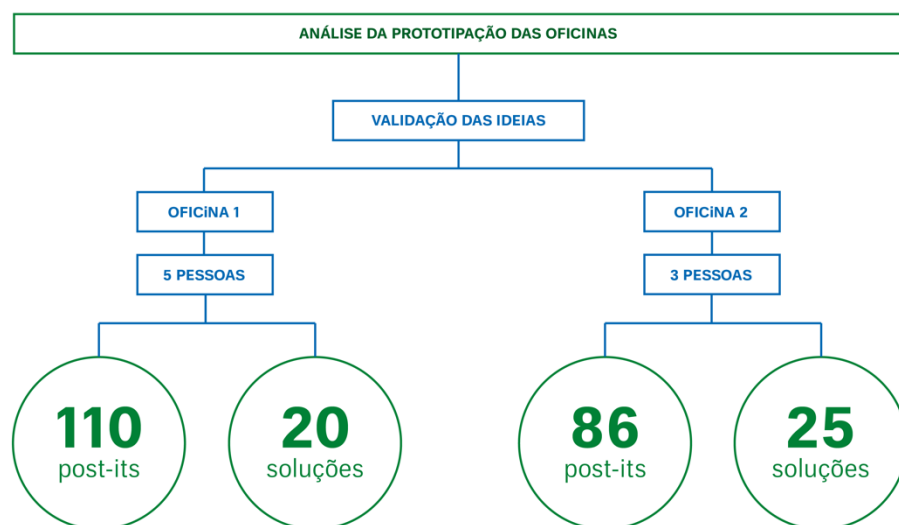 ANÁLISE DA PROTOTIPAÇÃO DAS OFICINAS
VALIDAÇÃO DAS IDEIAS
OFICiNA 1
OFICiNA 2
5 PESSOAS
3 PESSOAS
110
post-its
20
soluções
86
post-its
25
soluções